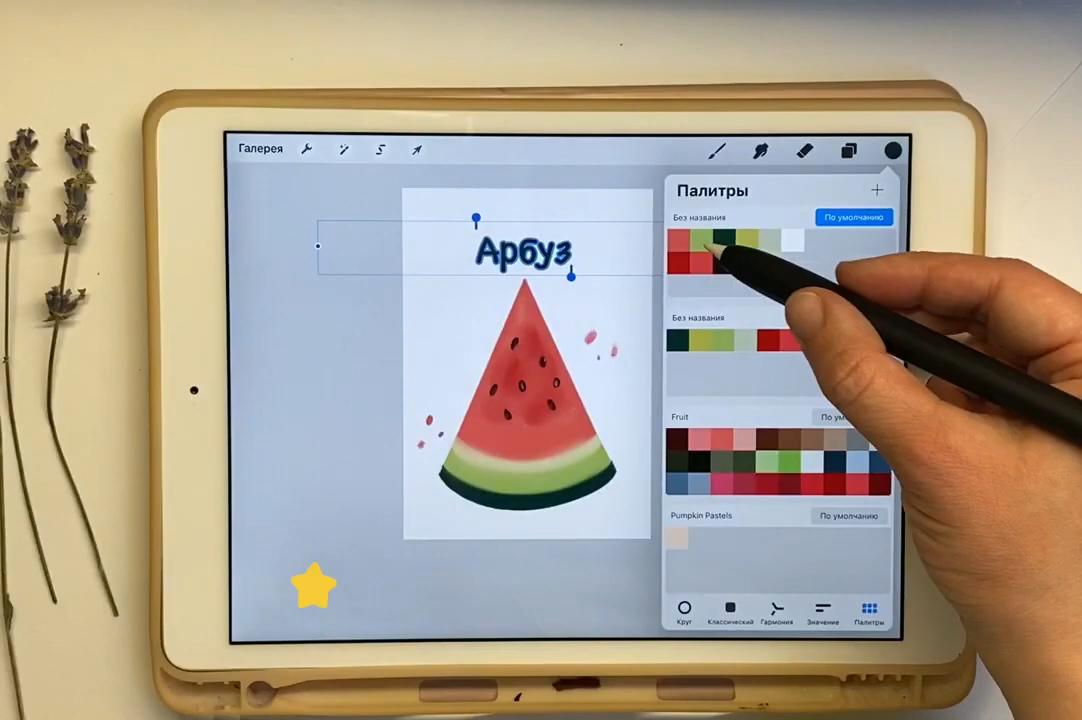 Галерея
Палитры
Без названия
По умолчанию
Арбуз
Без названия
Fruit
Pumpkin Pastels
По умолчанию
Круг
Классический
Гармония
Значение
Палитры